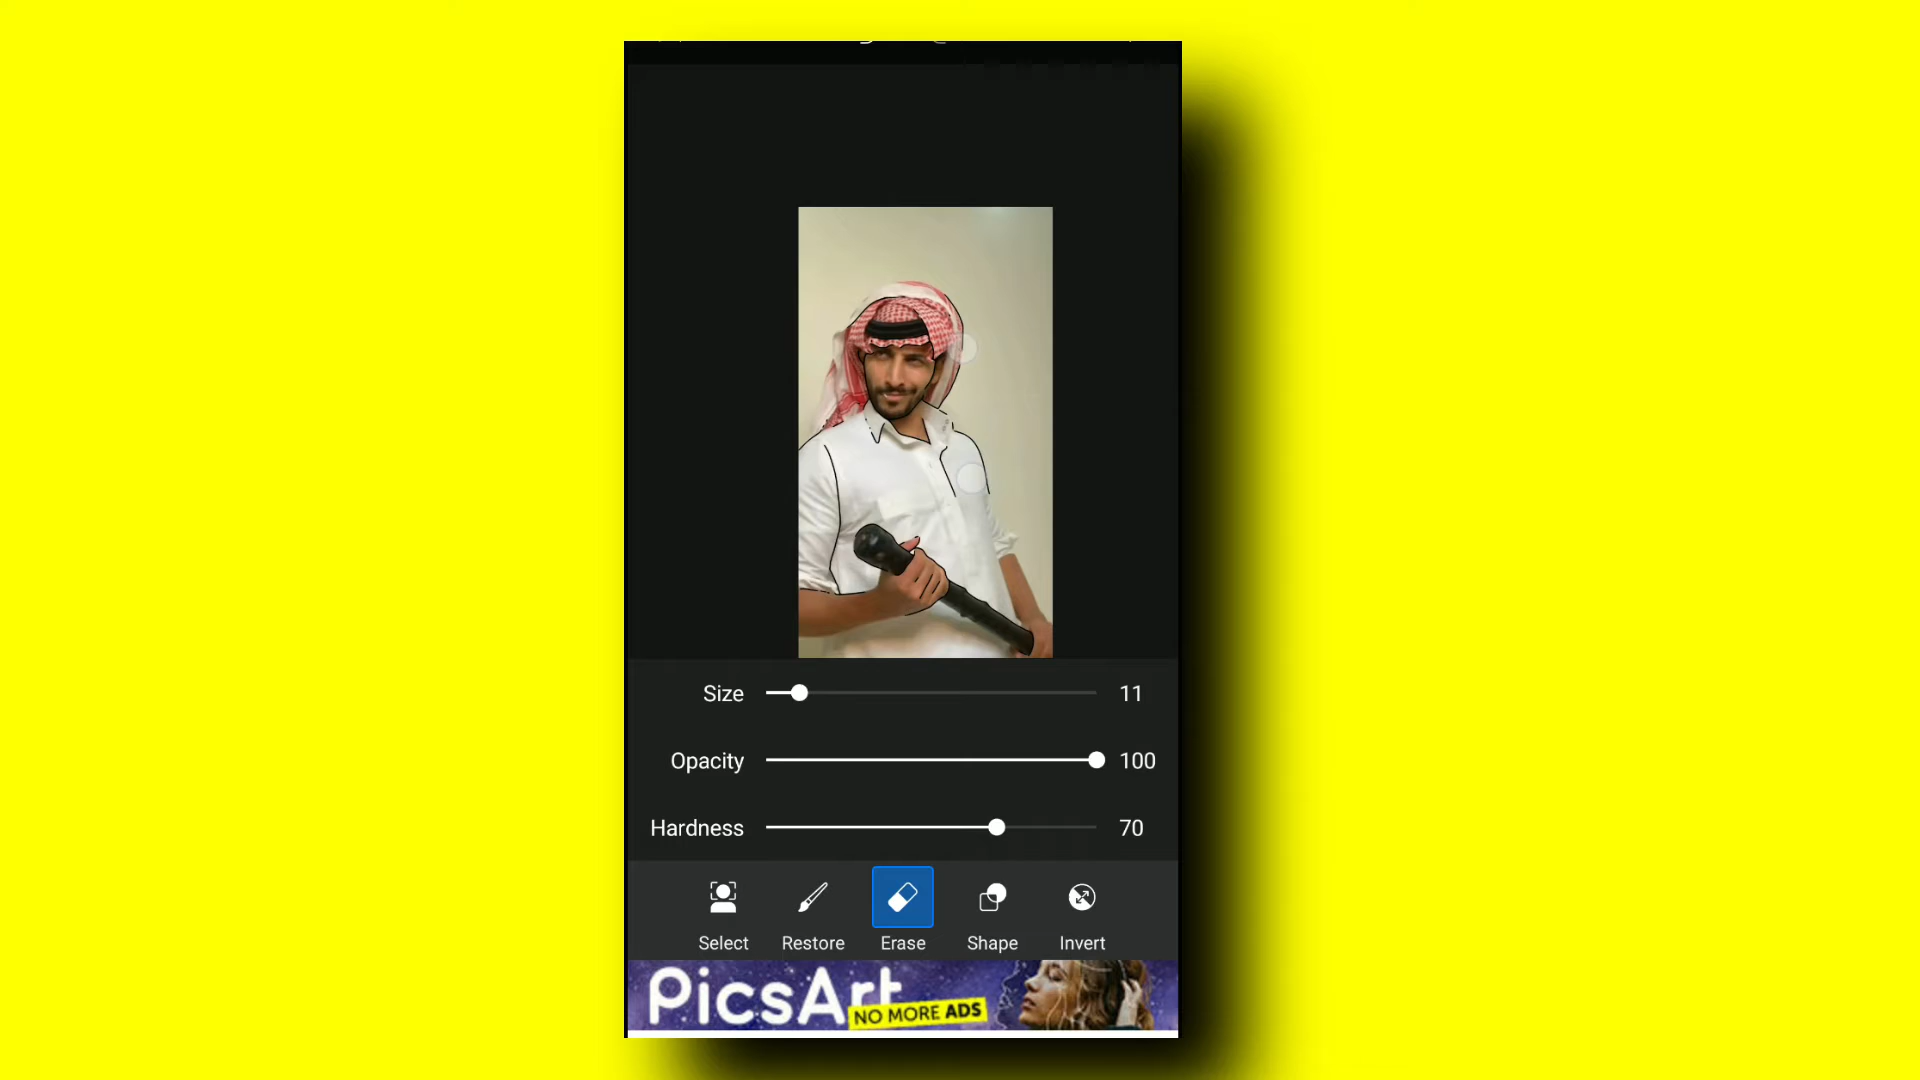 Size 11
Opacity 100
Hardness 70
Select Restore Erase Shape Invert
PicsArt
NO MORE ADS